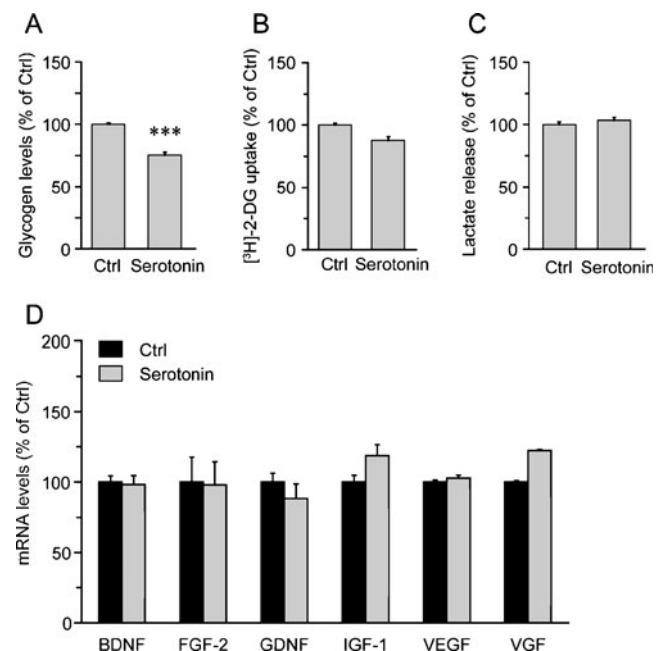 A
Glycogen levels (% of Ctrl)
150
100
50
0
***
Ctrl Serotonin
B
[³H]-2-DG uptake (% of Ctrl)
150
100
50
0
Ctrl Serotonin
C
Lactate release (% of Ctrl)
150
100
50
0
Ctrl Serotonin
D
mRNA levels (% of Ctrl)
200
150
100
50
0
Ctrl
Serotonin
BDNF FGF-2 GDNF IGF-1 VEGF VGF